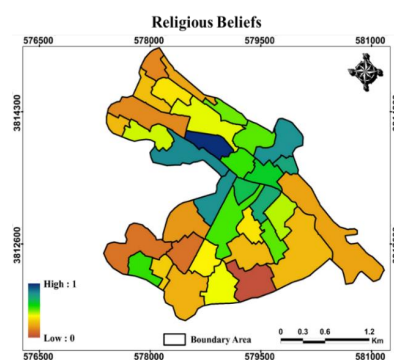 Religious Beliefs
576500 578000 579500 581000
3814300
3812600
High : 1
Low : 0
Boundary Area
0 0.3 0.6 1.2
Km
576500 578000 579500 581000